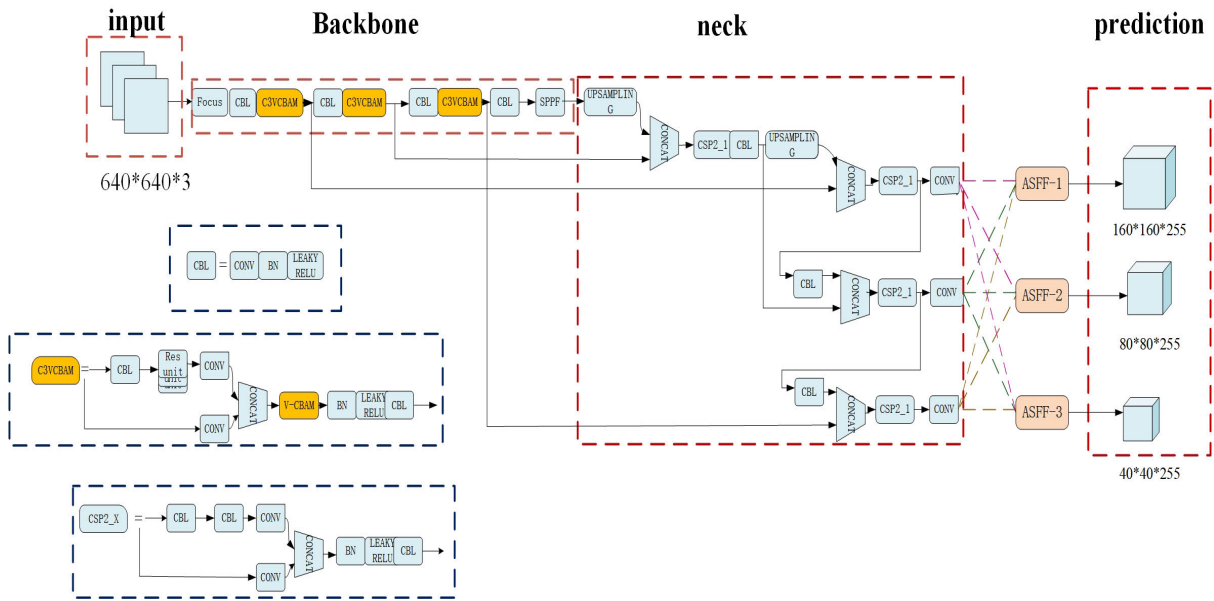 input
Backbone
neck
prediction
640*640*3
Focus
CBL
C3VCBAM
CBL
C3VCBAM
CBL
C3VCBAM
CBL
SPPF
UPSAMPLIN
G
CONCAT
CSP2_1
CBL
UPSAMPLIN
G
CONCAT
CSP2_1
CONV
ASFF-1
160*160*255
CBL
CONCAT
CSP2_1
CONV
ASFF-2
80*80*255
CBL
CONCAT
CSP2_1
CONV
ASFF-3
40*40*255
CBL
=
CONV
BN
LEAKY
RELU
C3VCBAM
=
CBL
Res
unit
unit
CONV
CONV
CONCAT
V-CBAM
BN
LEAKY
RELU
CBL
CSP2_X
=
CBL
CBL
CONV
CONV
CONCAT
BN
LEAKY
RELU
CBL